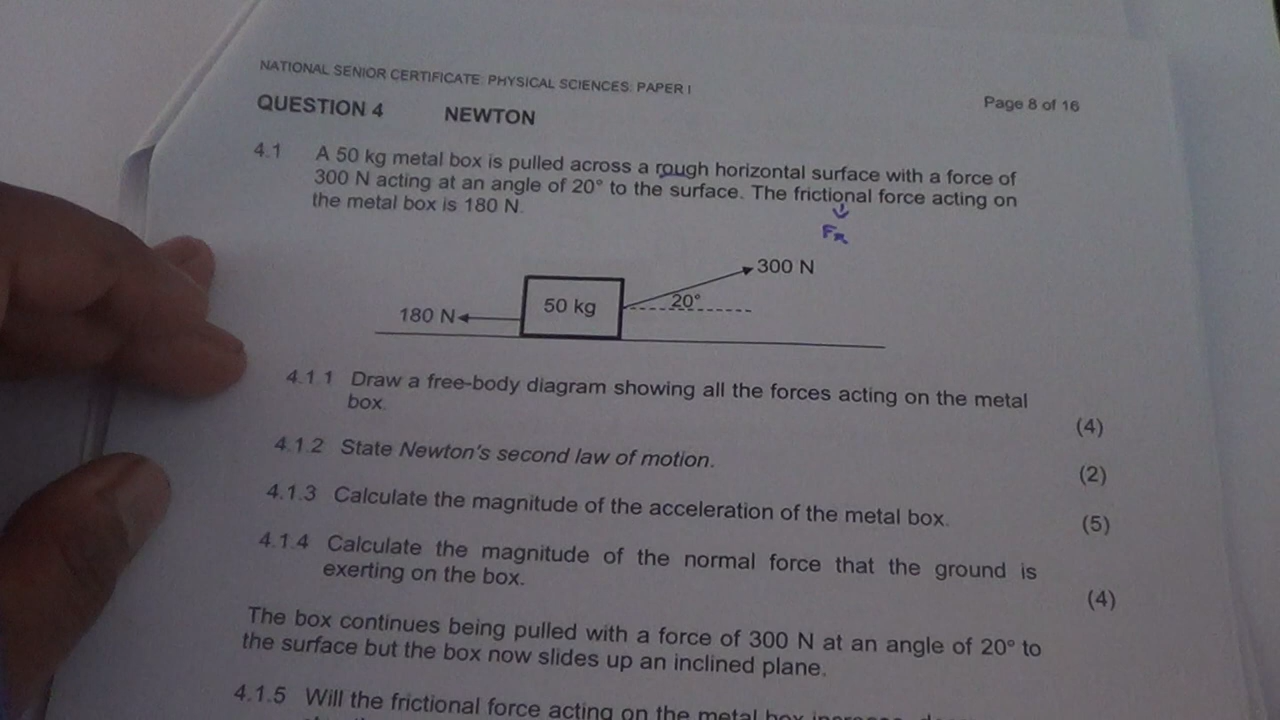 NATIONAL SENIOR CERTIFICATE: PHYSICAL SCIENCES: PAPER I
Page 8 of 16
QUESTION 4 NEWTON
4.1 A 50 kg metal box is pulled across a rough horizontal surface with a force of
300 N acting at an angle of 20° to the surface. The frictional force acting on
the metal box is 180 N.
FR
300 N
20°
50 kg
180 N
4.1.1 Draw a free-body diagram showing all the forces acting on the metal
box.
(4)
4.1.2 State Newton's second law of motion.
(2)
4.1.3 Calculate the magnitude of the acceleration of the metal box.
(5)
4.1.4 Calculate the magnitude of the normal force that the ground is
exerting on the box.
(4)
The box continues being pulled with a force of 300 N at an angle of 20° to
the surface but the box now slides up an inclined plane.
4.1.5 Will the frictional force acting on the metal box